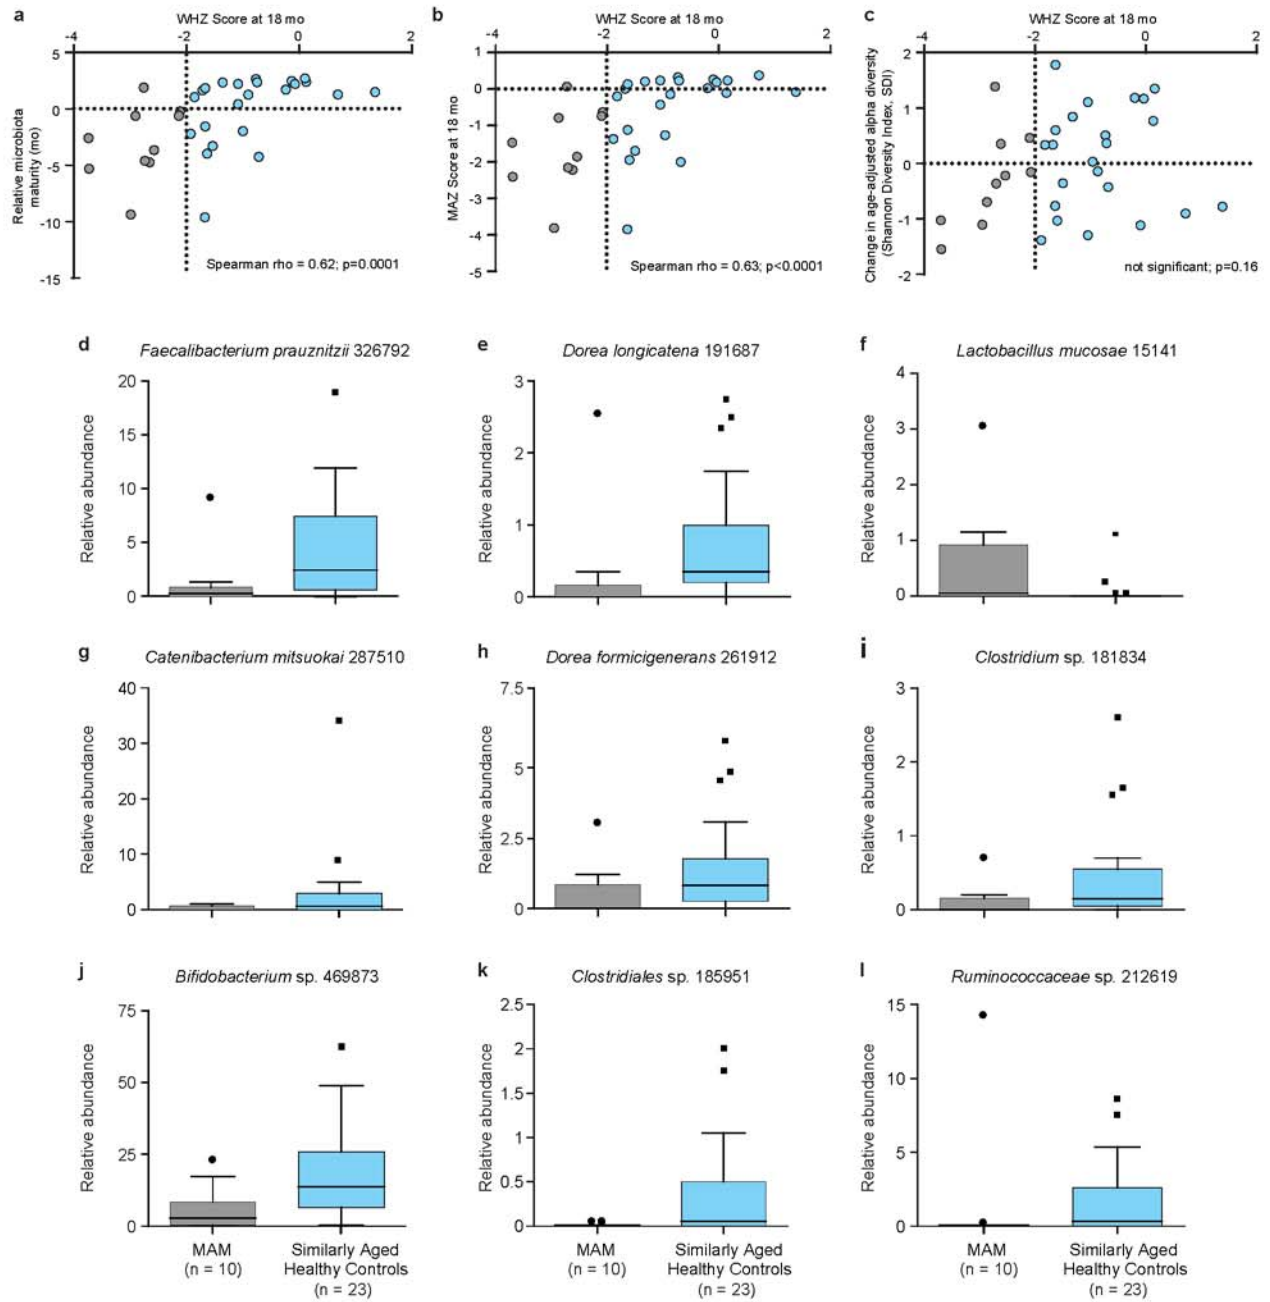 a
WHZ Score at 18 mo
-4 -2 0 2
5
0
-5
-10
-15
Relative microbiota
maturity (mo)
Spearman rho = 0.62; p=0.0001
b
WHZ Score at 18 mo
-4 -2 0 2
1
0
-1
-2
-3
-4
-5
MAZ Score at 18 mo
Spearman rho = 0.63; p<0.0001
c
WHZ Score at 18 mo
-4 -2 0 2
2
1
0
-1
-2
Change in age-adjusted alpha diversity
(Shannon Diversity Index, SDI)
not significant; p=0.16
d
Faecalibacterium prauznitzii 326792
20
15
10
5
0
Relative abundance
e
Dorea longicatena 191687
3
2
1
0
Relative abundance
f
Lactobacillus mucosae 15141
4
3
2
1
0
Relative abundance
g
Catenibacterium mitsuokai 287510
40
30
20
10
0
Relative abundance
h
Dorea formicigenerans 261912
7.5
5
2.5
0
Relative abundance
i
Clostridium sp. 181834
3
2
1
0
Relative abundance
j
Bifidobacterium sp. 469873
75
50
25
0
Relative abundance
MAM
(n = 10)
Similarly Aged
Healthy Controls
(n = 23)
k
Clostridiales sp. 185951
2.5
2
1.5
1
0.5
0
Relative abundance
MAM
(n = 10)
Similarly Aged
Healthy Controls
(n = 23)
l
Ruminococcaceae sp. 212619
15
10
5
0
Relative abundance
MAM
(n = 10)
Similarly Aged
Healthy Controls
(n = 23)